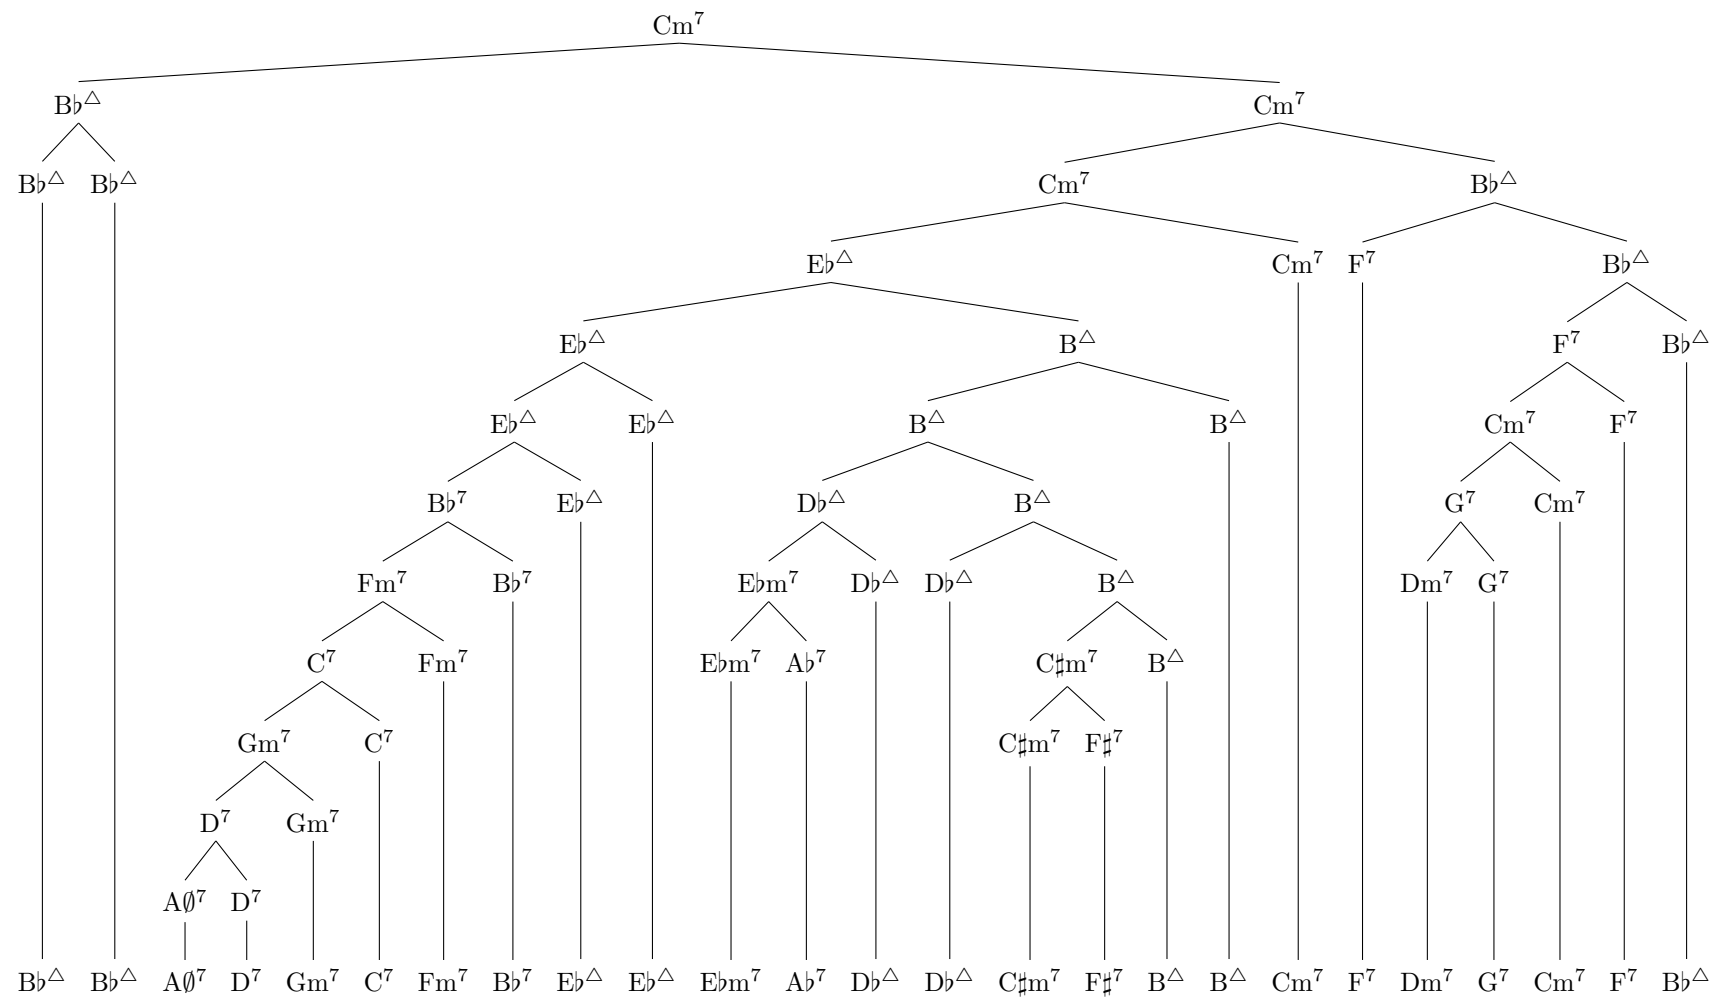 Cm⁷
B♭△ Cm⁷
B♭△ B♭△ Cm⁷ B♭△
E♭△ Cm⁷ F⁷ B♭△
E♭△ B△ F⁷ B♭△
E♭△ E♭△ B△ B△ Cm⁷ F⁷
B♭⁷ E♭△ D♭△ B△ G⁷ Cm⁷
Fm⁷ B♭⁷ E♭m⁷ D♭△ D♭△ B△ Dm⁷ G⁷
C⁷ Fm⁷ E♭m⁷ A♭⁷ C♯m⁷ B△
Gm⁷ C⁷ C♯m⁷ F♯⁷
D⁷ Gm⁷
A∅⁷ D⁷
B♭△ B♭△ A∅⁷ D⁷ Gm⁷ C⁷ Fm⁷ B♭⁷ E♭△ E♭△ E♭m⁷ A♭⁷ D♭△ D♭△ C♯m⁷ F♯⁷ B△ B△ Cm⁷ F⁷ Dm⁷ G⁷ Cm⁷ F⁷ B♭△